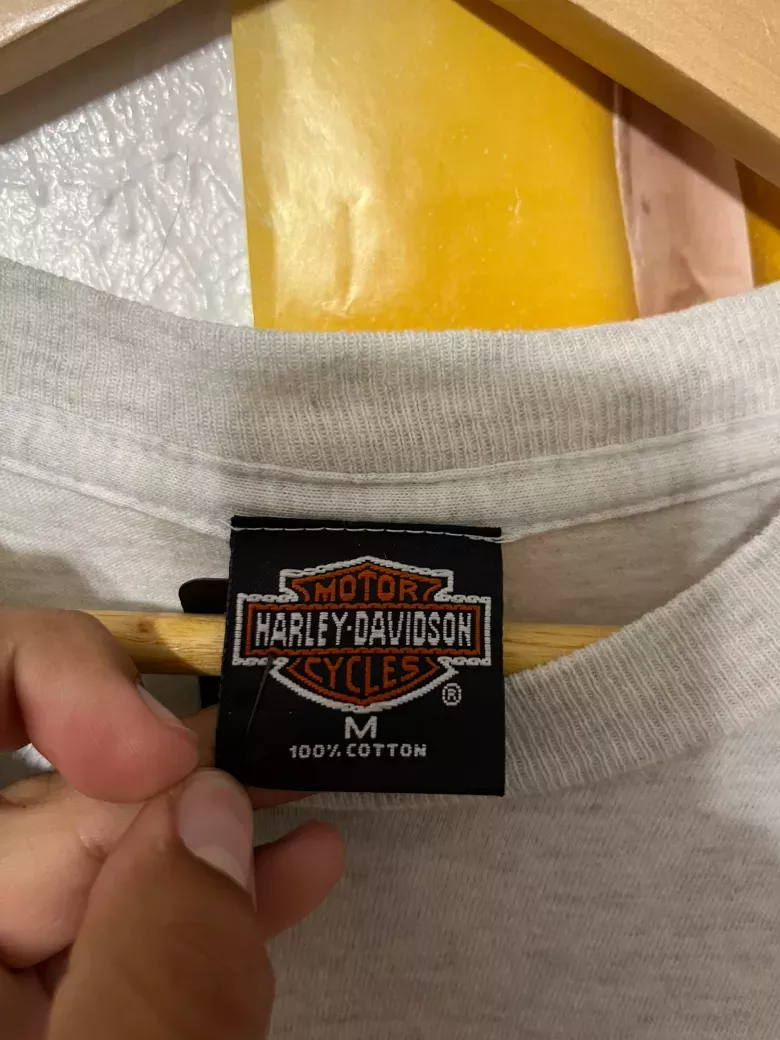 MOTOR
HARLEY-DAVIDSON
CYCLES
®
M
100% COTTON